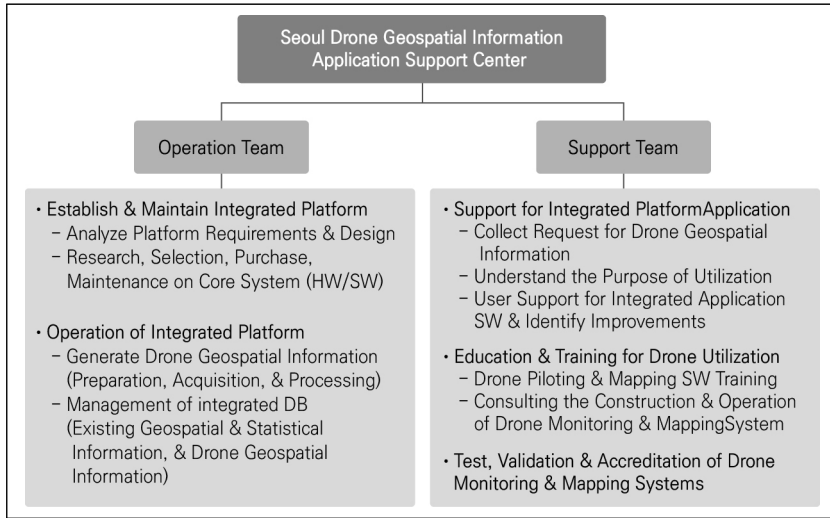 Seoul Drone Geospatial Information
Application Support Center
Operation Team
Support Team
· Establish & Maintain Integrated Platform
– Analyze Platform Requirements & Design
– Research, Selection, Purchase,
Maintenance on Core System (HW/SW)
· Operation of Integrated Platform
– Generate Drone Geospatial Information
(Preparation, Acquisition, & Processing)
– Management of integrated DB
(Existing Geospatial & Statistical
Information, & Drone Geospatial
Information)
· Support for Integrated PlatformApplication
– Collect Request for Drone Geospatial
Information
– Understand the Purpose of Utilization
– User Support for Integrated Application
SW & Identify Improvements
· Education & Training for Drone Utilization
– Drone Piloting & Mapping SW Training
– Consulting the Construction & Operation
of Drone Monitoring & MappingSystem
· Test, Validation & Accreditation of Drone
Monitoring & Mapping Systems